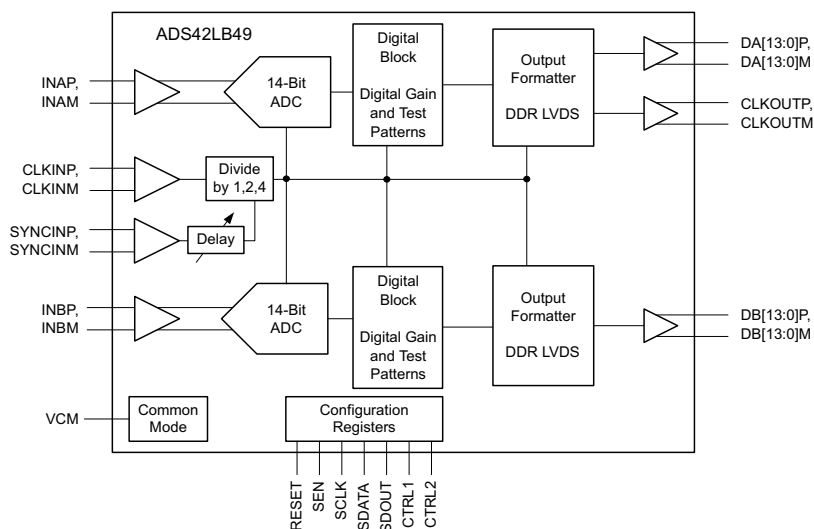 ADS42LB49
INAP,
INAM
14-Bit
ADC
Digital
Block
Digital Gain
and Test
Patterns
Output
Formatter
DDR LVDS
DA[13:0]P,
DA[13:0]M
CLKOUTP,
CLKOUTM
CLKINP,
CLKINM
Divide
by 1,2,4
SYNCINP,
SYNCINM
Delay
INBP,
INBM
14-Bit
ADC
Digital
Block
Digital Gain
and Test
Patterns
Output
Formatter
DDR LVDS
DB[13:0]P,
DB[13:0]M
VCM
Common
Mode
Configuration
Registers
RESET
SEN
SCLK
SDATA
SDOUT
CTRL1
CTRL2